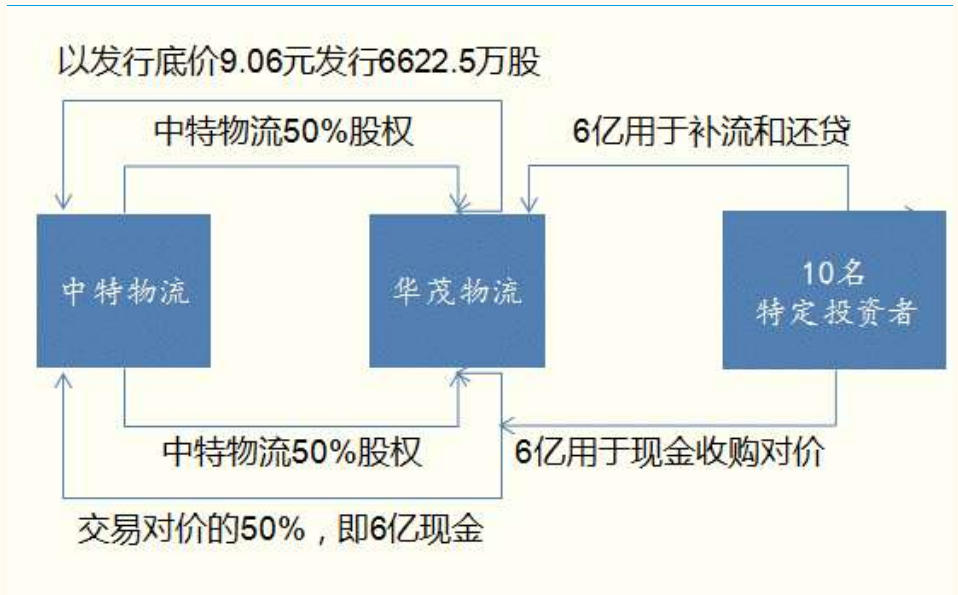 以发行底价9.06元发行6622.5万股
中特物流50%股权
6亿用于补流和还贷
中特物流
华茂物流
10名
特定投资者
中特物流50%股权
6亿用于现金收购对价
交易对价的50%，即6亿现金